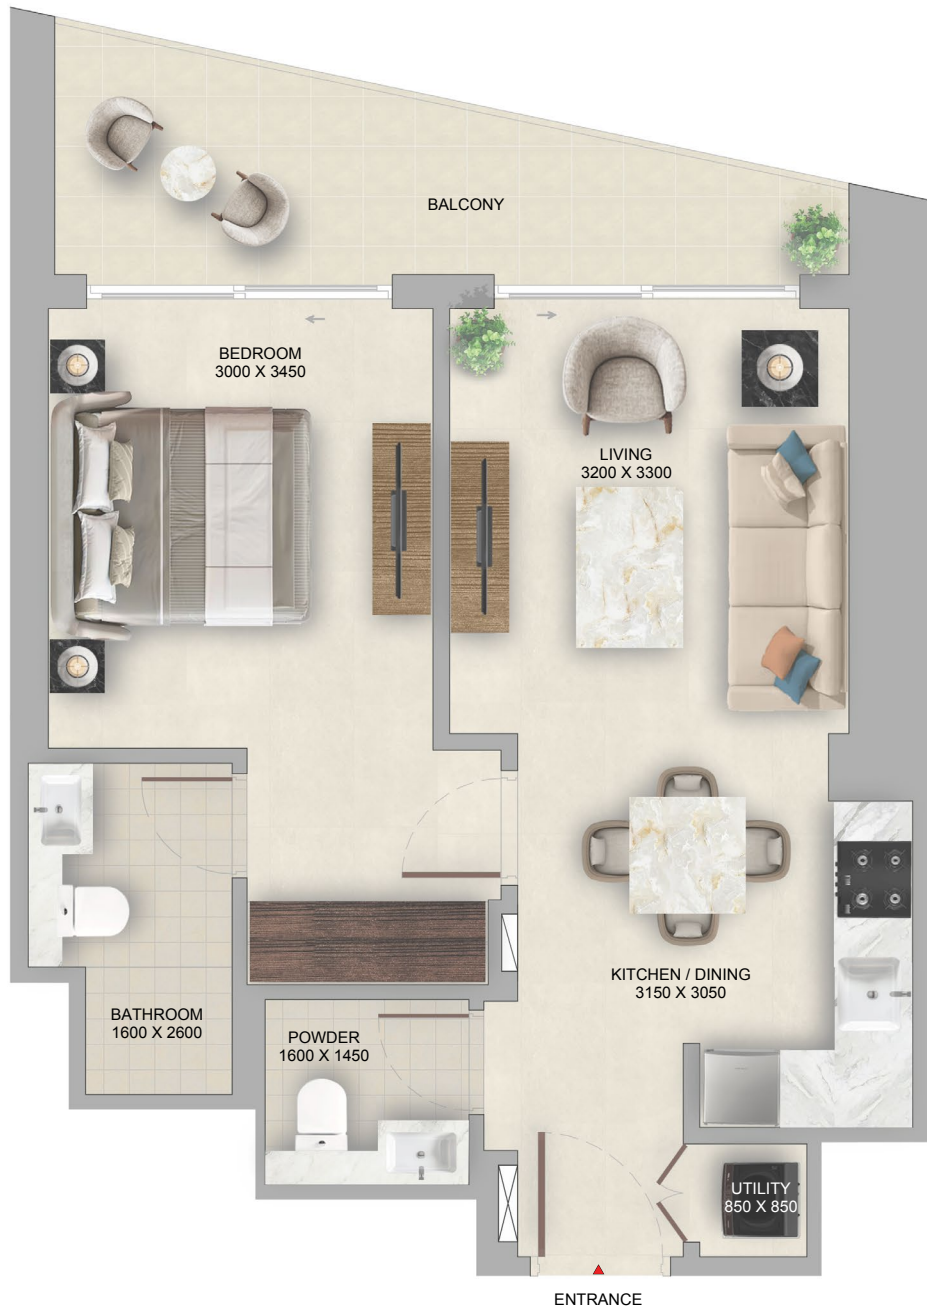 BALCONY
BEDROOM
3000 X 3450
LIVING
3200 X 3300
KITCHEN / DINING
3150 X 3050
BATHROOM
1600 X 2600
POWDER
1600 X 1450
UTILITY
850 X 850
ENTRANCE